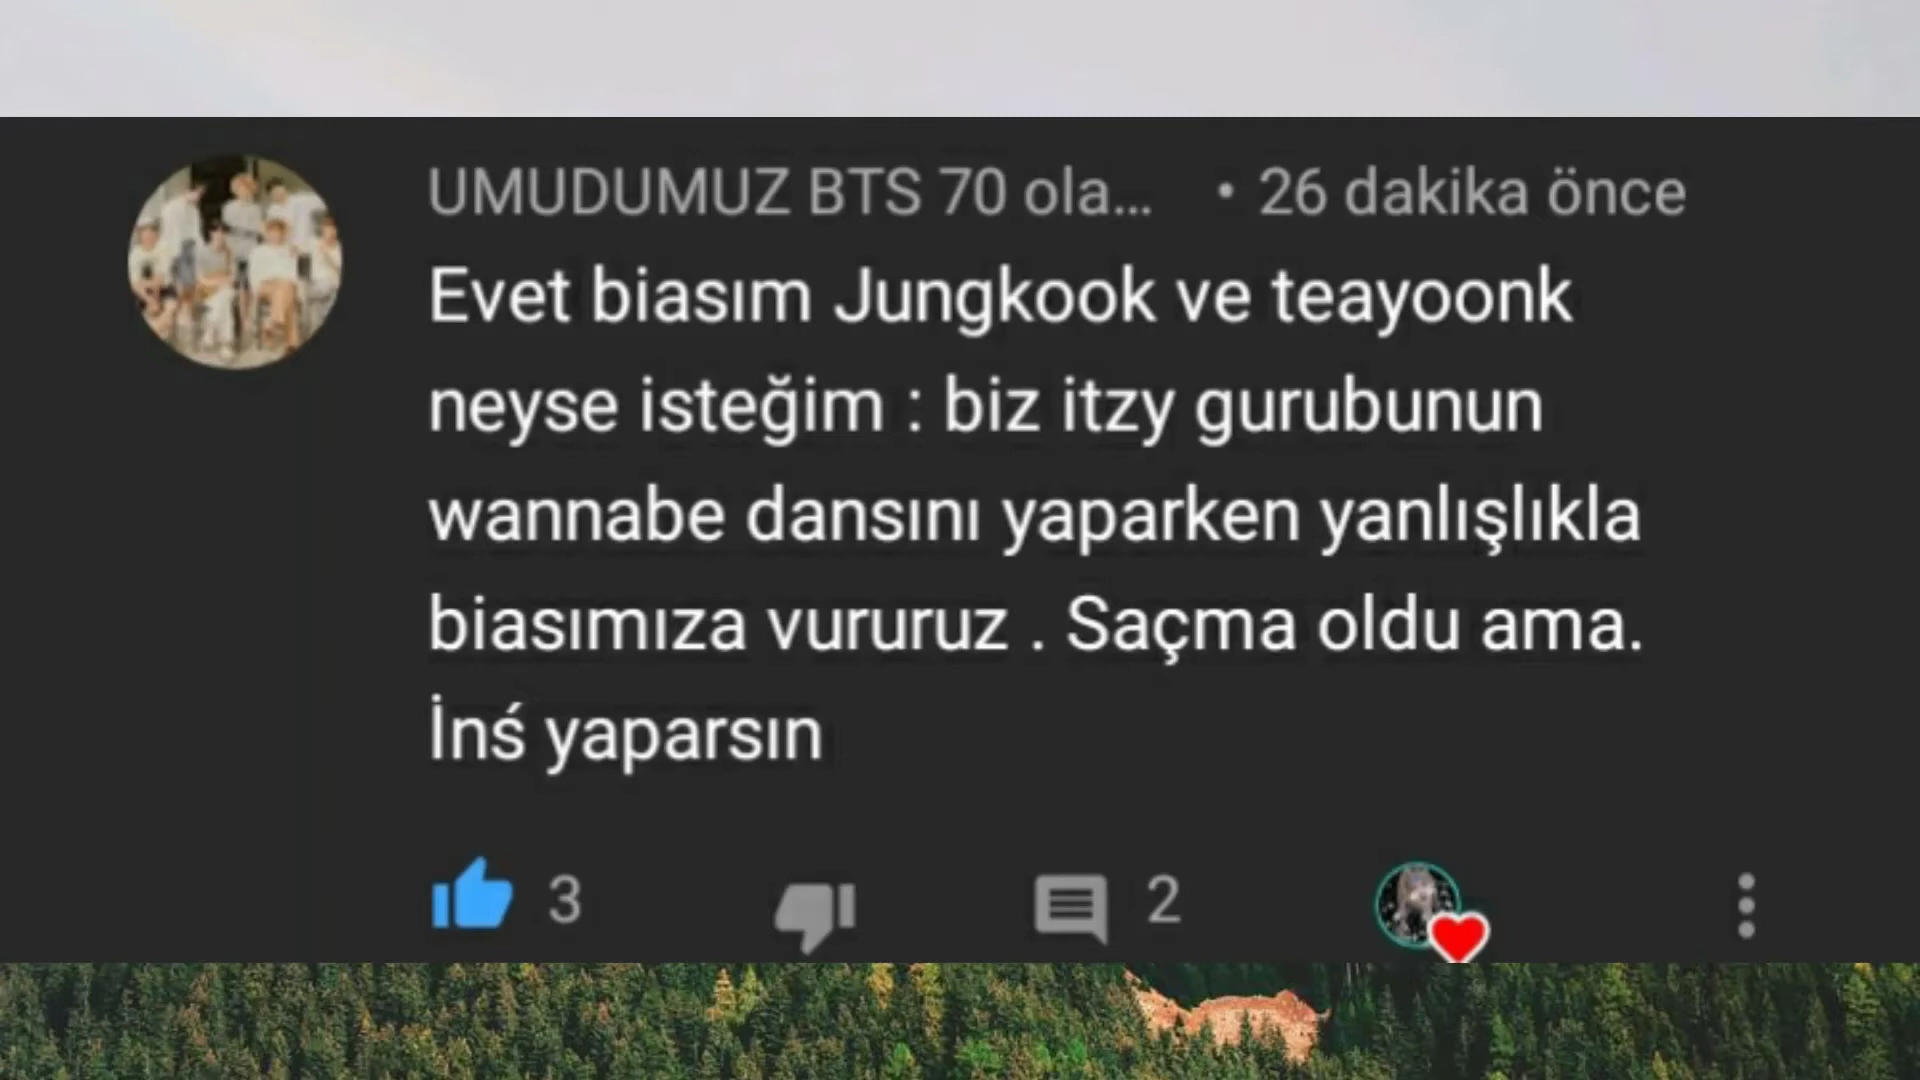 UMUDUMUZ BTS 70 ola... • 26 dakika önce
Evet biasım Jungkook ve teayoonk
neyse isteğim : biz itzy gurubunun
wannabe dansını yaparken yanlışlıkla
biasımıza vururuz . Saçma oldu ama.
İnś yaparsın
3 2